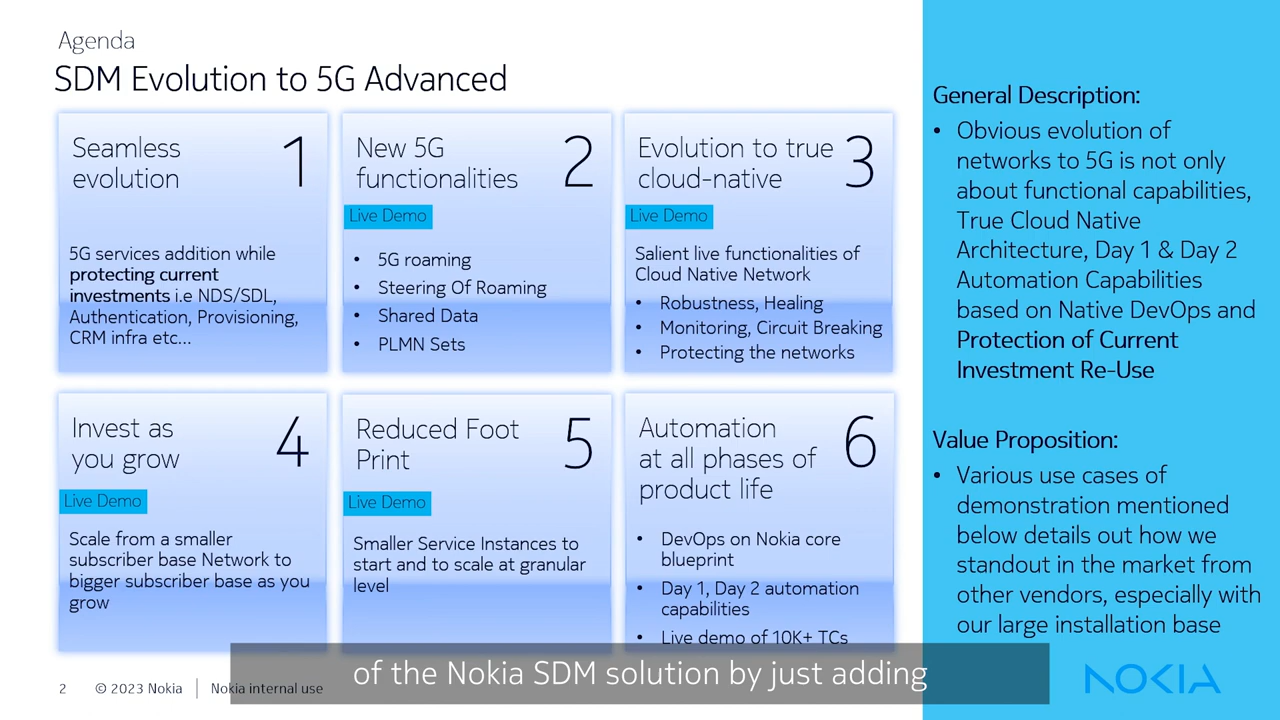 Agenda
SDM Evolution to 5G Advanced
Seamless
evolution
1
5G services addition while
protecting current
investments i.e NDS/SDL,
Authentication, Provisioning,
CRM infra etc...
New 5G
functionalities
2
Live Demo
• 5G roaming
• Steering Of Roaming
• Shared Data
• PLMN Sets
Evolution to true
cloud-native
3
Live Demo
Salient live functionalities of
Cloud Native Network
• Robustness, Healing
• Monitoring, Circuit Breaking
• Protecting the networks
Invest as
you grow
4
Live Demo
Scale from a smaller
subscriber base Network to
bigger subscriber base as you
grow
Reduced Foot
Print
5
Live Demo
Smaller Service Instances to
start and to scale at granular
level
Automation
at all phases of
product life
6
• DevOps on Nokia core
blueprint
• Day 1, Day 2 automation
capabilities
• Live demo of 10K+ TCs
General Description:
• Obvious evolution of
networks to 5G is not only
about functional capabilities,
True Cloud Native
Architecture, Day 1 & Day 2
Automation Capabilities
based on Native DevOps and
Protection of Current
Investment Re-Use
Value Proposition:
• Various use cases of
demonstration mentioned
below details out how we
standout in the market from
other vendors, especially with
our large installation base
of the Nokia SDM solution by just adding
2 © 2023 Nokia | Nokia internal use
NOKIA